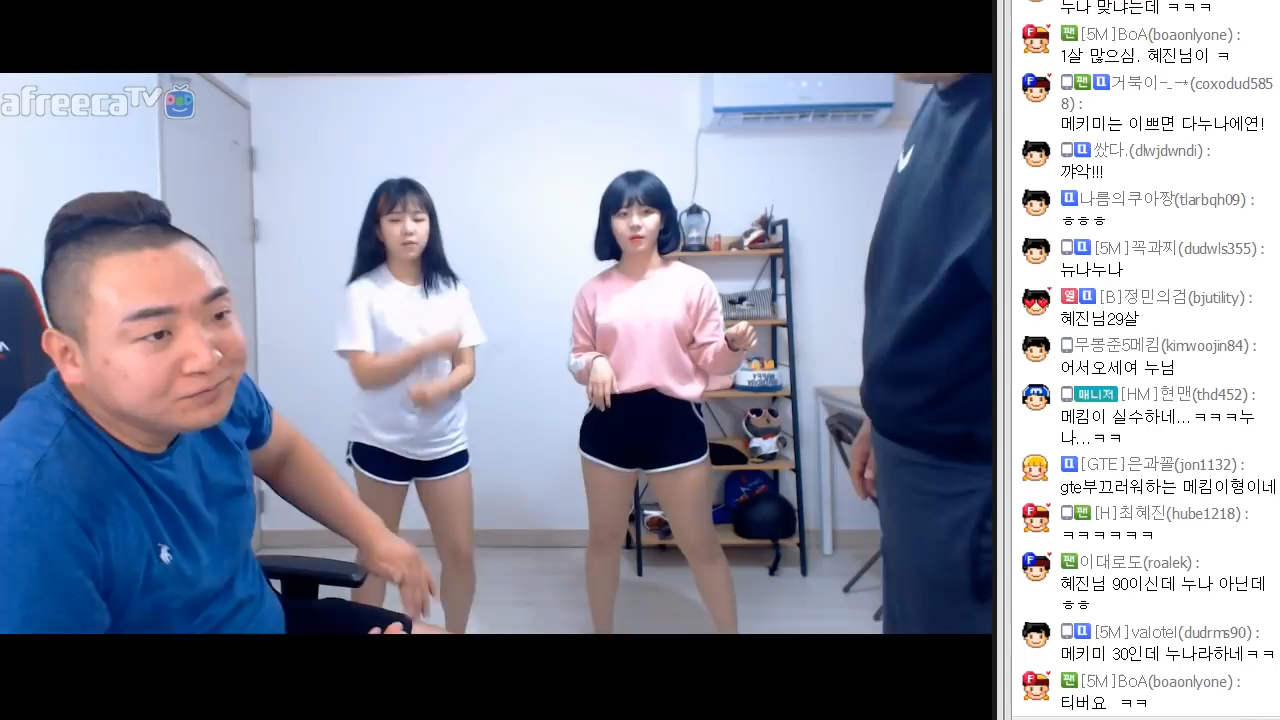 afreecaTV
누나 맞냐는데 ㅋㅋㅋ
팬 [5M]BoA(boaonlyone) :
1살 많으심. 혜진님이 ㅋ
팬 거북이-_-+(coxodud585
8) :
메키미는 이쁘면 다누나에연!
쌌다.(dlwjdwndi) :
꺄악!!!
나름의쿠아짱(tlarbqh09) :
ㅎㅎㅎ
[5M]꼭과찌(dudwls355) :
뉴나누나
열 [B]정민의검(bjutility) :
혜진님29살
무봉준5메킴(kimwoojin84) :
어서오세여 누님
매니저 [HM]현맨(thd452) :
메킴이 실수하네...ㅋㅋㅋ누
나...ㅋㅋ
[GTE]은과꼴(jon1132) :
gte부끄러워하는 메킴이형이네
팬 [H]최혜진(hube1218) :
ㅋㅋㅋㅋㅋㅋ
팬 이대로도(roalek) :
혜진님 90이신데 누나 아닌데
ㅎㅎ
[5M]valotel(dudrms90) :
메키미 30인데 누나라하네ㅋㅋ
팬 [5M]BoA(boaonlyone) :
티버요 ㅋㅋ